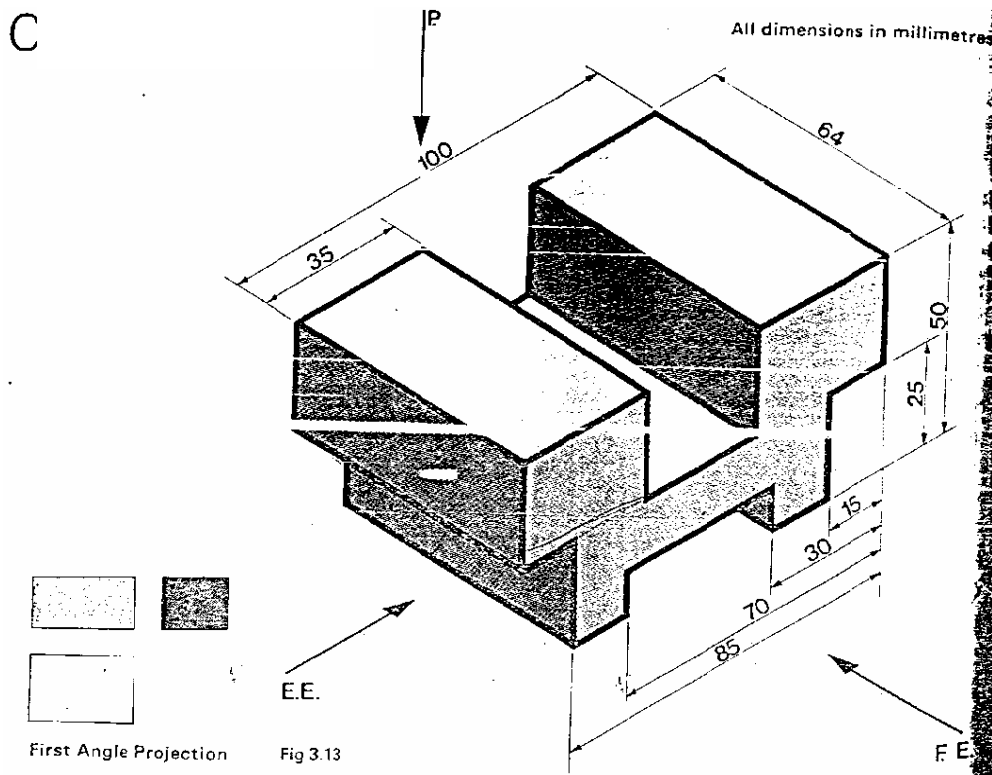 C
P.
All dimensions in millimetres
100
64
35
50
25
15
30
70
85
E.E.
F.E.
First Angle Projection
Fig 3.13